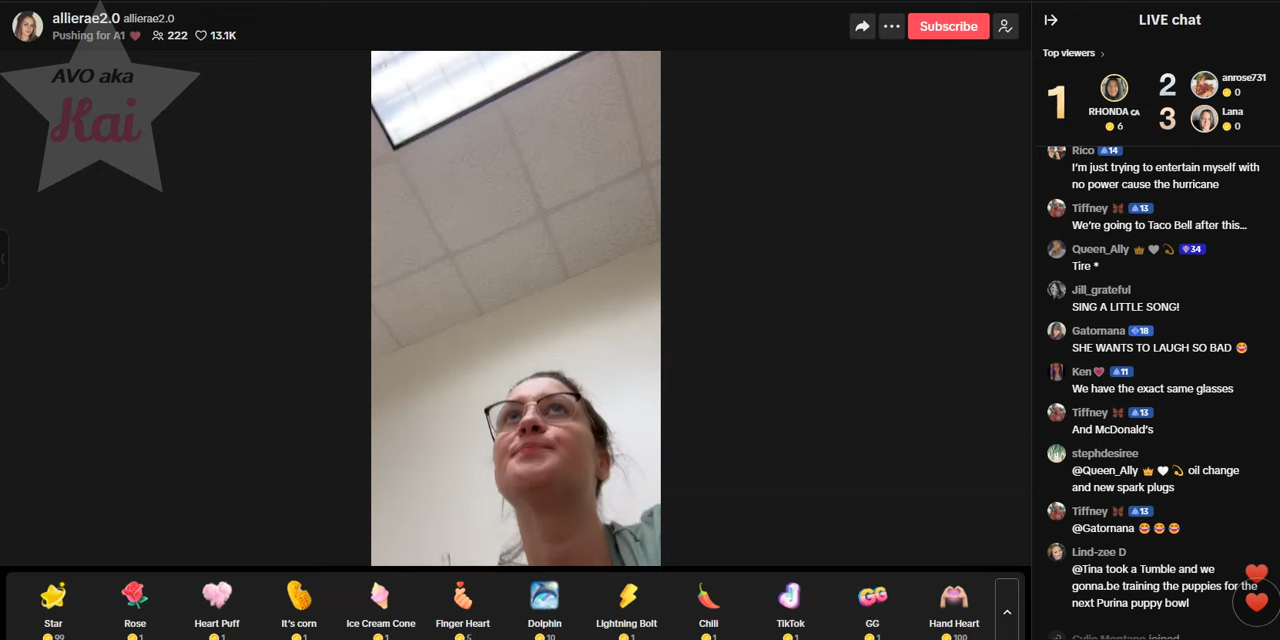 allierae2.0 allierae2.0
Pushing for A1 222 13.1K
Subscribe
AVO aka
Kai
LIVE chat
Top viewers
1
RHONDA CA
6
2
anrose731
0
3
Lana
0
Rico 14
I'm just trying to entertain myself with
no power cause the hurricane
Tiffney 13
We're going to Taco Bell after this...
Queen_Ally 34
Tire *
Jill_grateful
SING A LITTLE SONG!
Gatornana 18
SHE WANTS TO LAUGH SO BAD
Ken 11
We have the exact same glasses
Tiffney 13
And McDonald's
stephdesiree
@Queen_Ally oil change
and new spark plugs
Tiffney 13
@Gatornana
Lind-zee D
@Tina took a Tumble and we
gonna.be training the puppies for the
next Purina puppy bowl
joined
Star Rose Heart Puff It's corn Ice Cream Cone Finger Heart Dolphin Lightning Bolt Chili TikTok GG Hand Heart
99 1 1 1 1 5 10 1 1 1 1 100